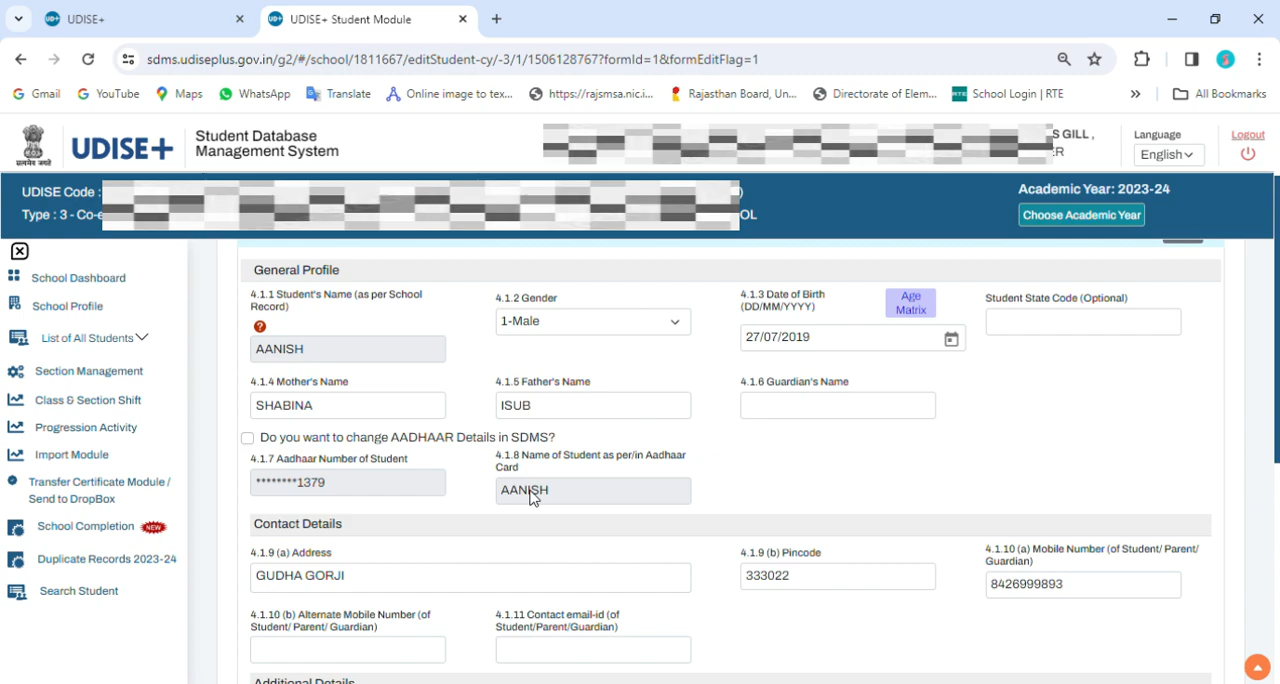 UDISE+
UDISE+ Student Module
sdms.udiseplus.gov.in/g2/#/school/1811667/editStudent-cy/-3/1/1506128767?formId=1&formEditFlag=1
Gmail YouTube Maps WhatsApp Translate Online image to tex... https://rajsmsa.nic.i... Rajasthan Board, Un... Directorate of Elem... RTE School Login | RTE » All Bookmarks
सत्यमेव जयते
UDISE+
Student Database
Management System
S GILL ,
Language
English
Logout
UDISE Code :
Type : 3 - Co-e
OL
Academic Year: 2023-24
Choose Academic Year
School Dashboard
School Profile
List of All Students
Section Management
Class & Section Shift
Progression Activity
Import Module
Transfer Certificate Module /
Send to DropBox
School Completion NEW
Duplicate Records 2023-24
Search Student
General Profile
4.1.1 Student's Name (as per School
Record)
?
AANISH
4.1.2 Gender
1-Male
4.1.3 Date of Birth
(DD/MM/YYYY)
Age
Matrix
27/07/2019
Student State Code (Optional)
4.1.4 Mother's Name
SHABINA
4.1.5 Father's Name
ISUB
4.1.6 Guardian's Name
Do you want to change AADHAAR Details in SDMS?
4.1.7 Aadhaar Number of Student
********1379
4.1.8 Name of Student as per/in Aadhaar
Card
AANISH
Contact Details
4.1.9 (a) Address
GUDHA GORJI
4.1.9 (b) Pincode
333022
4.1.10 (a) Mobile Number (of Student/ Parent/
Guardian)
8426999893
4.1.10 (b) Alternate Mobile Number (of
Student/ Parent/ Guardian)
4.1.11 Contact email-id (of
Student/Parent/Guardian)
Additional Details